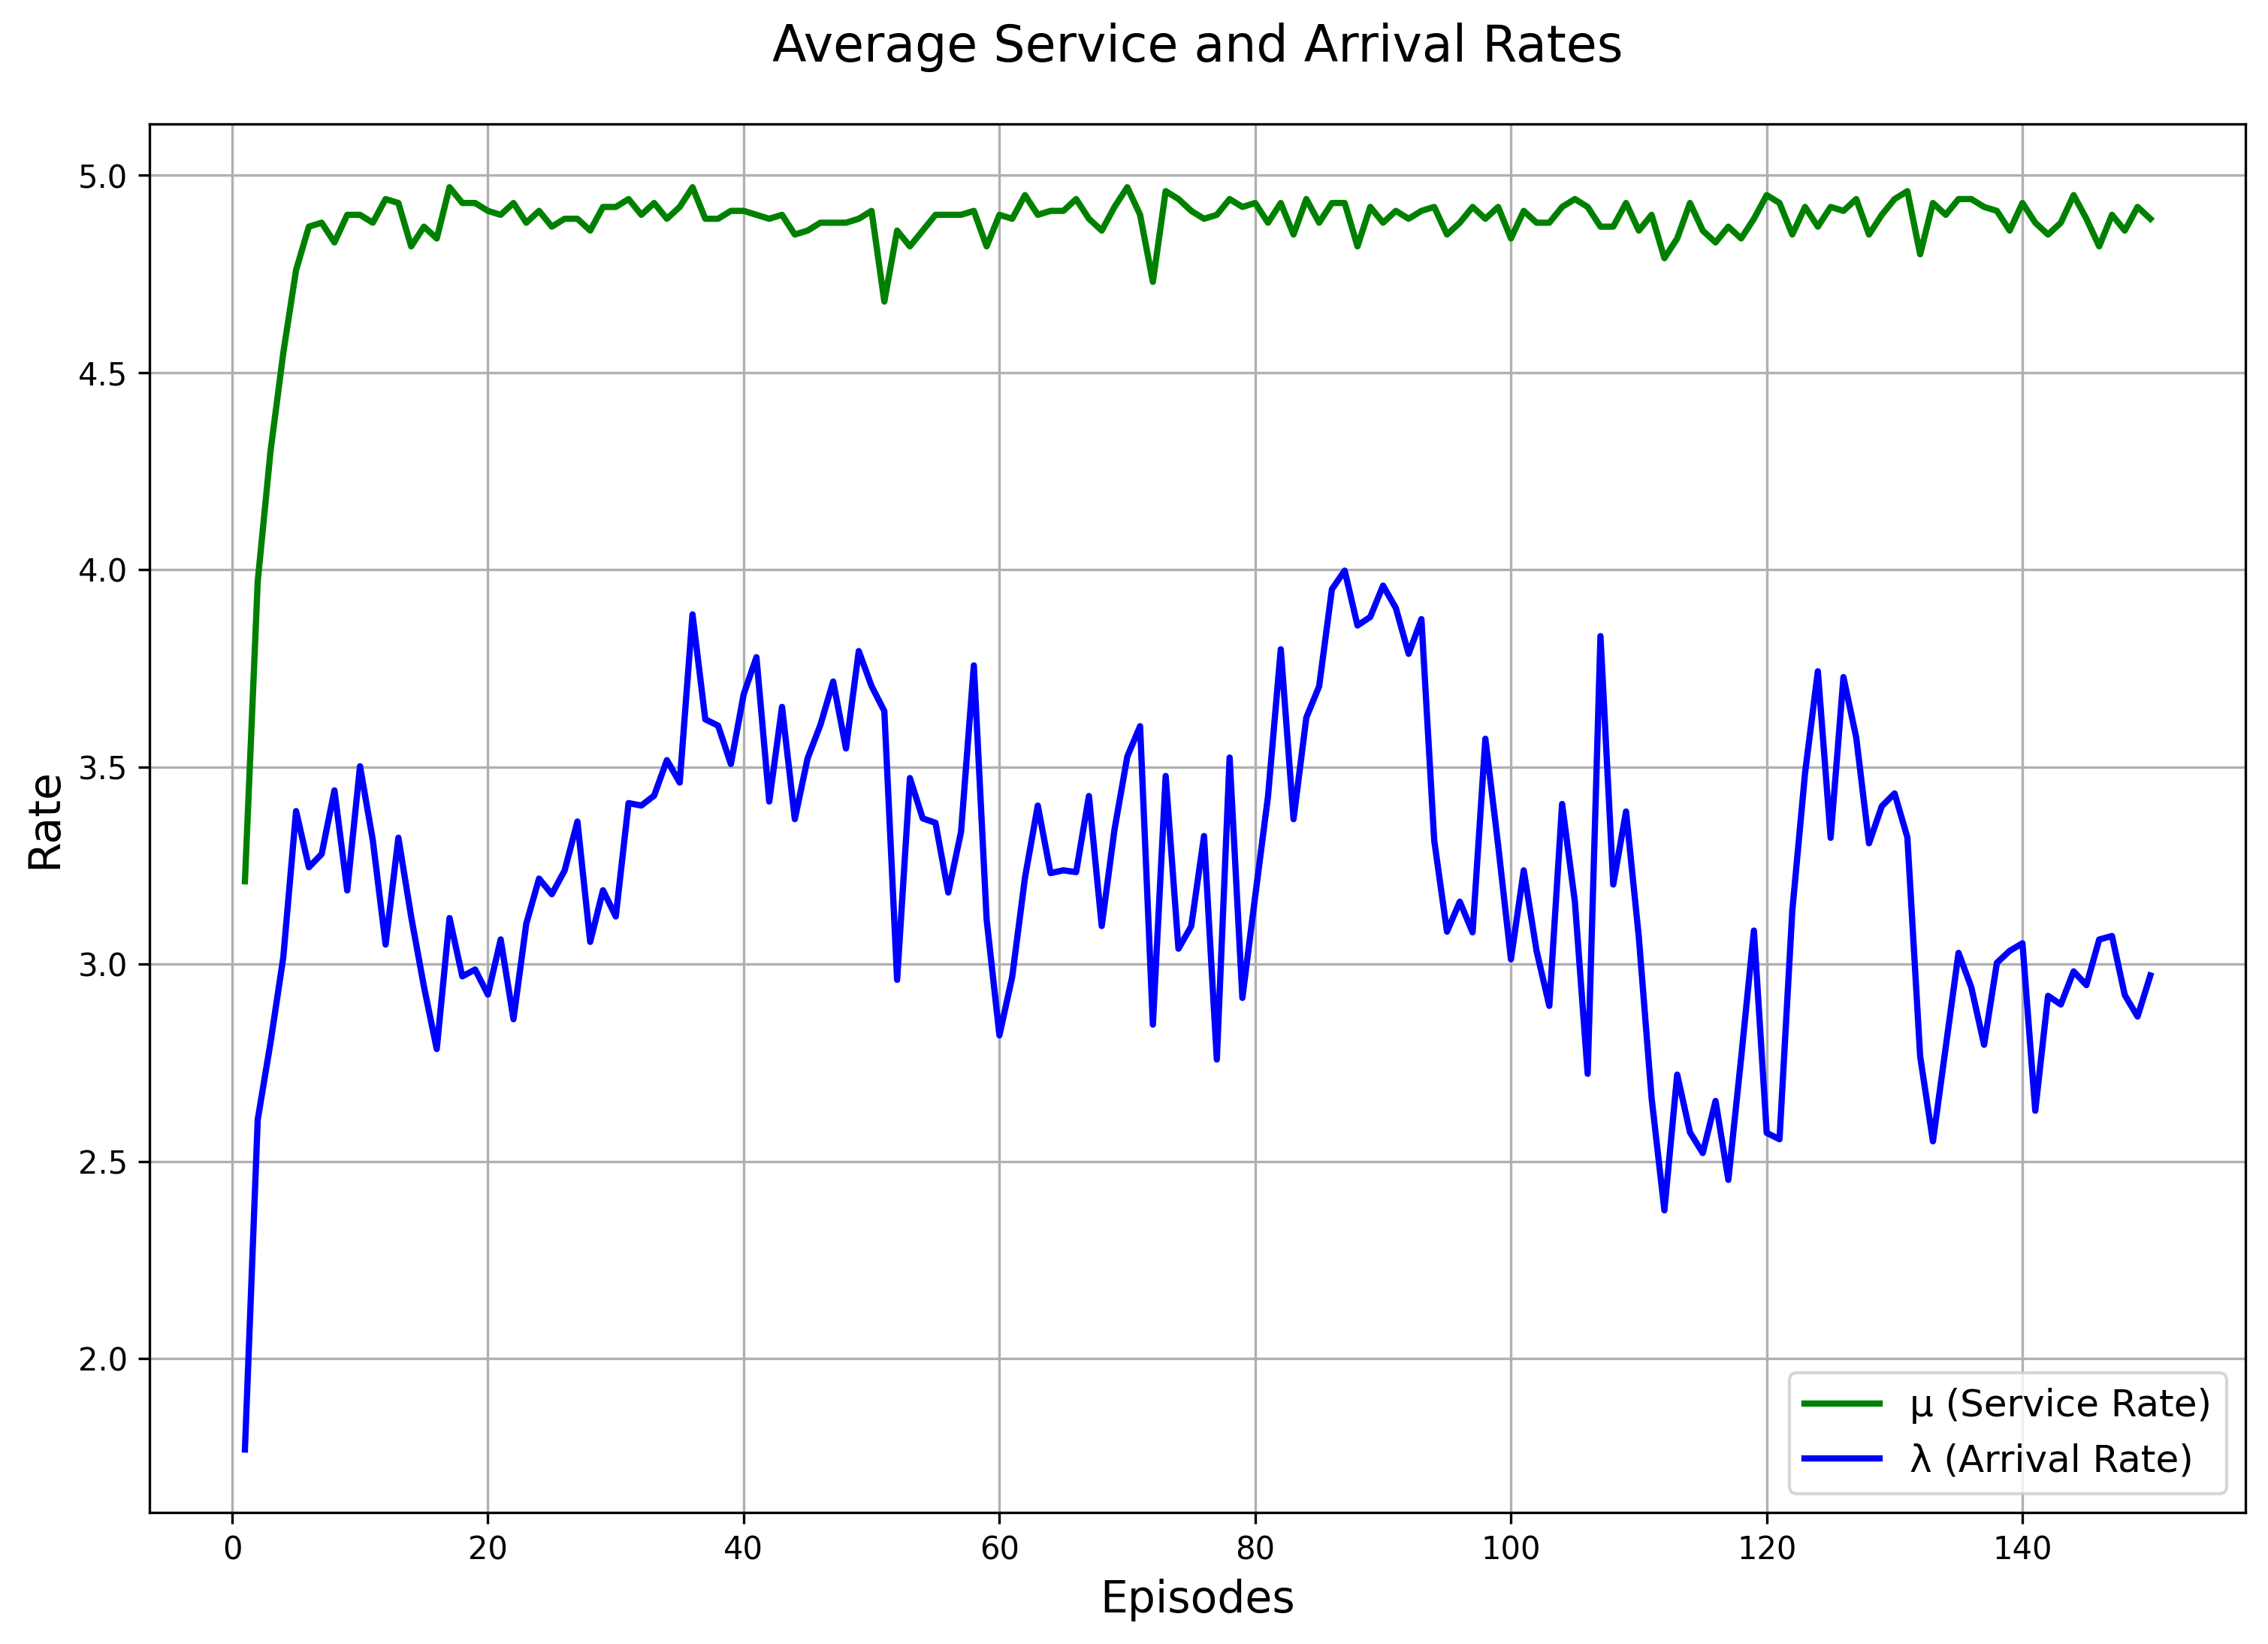 Average Service and Arrival Rates
5.0
4.5
4.0
3.5
3.0
2.5
2.0
Rate
0 20 40 60 80 100 120 140
Episodes
μ (Service Rate)
λ (Arrival Rate)